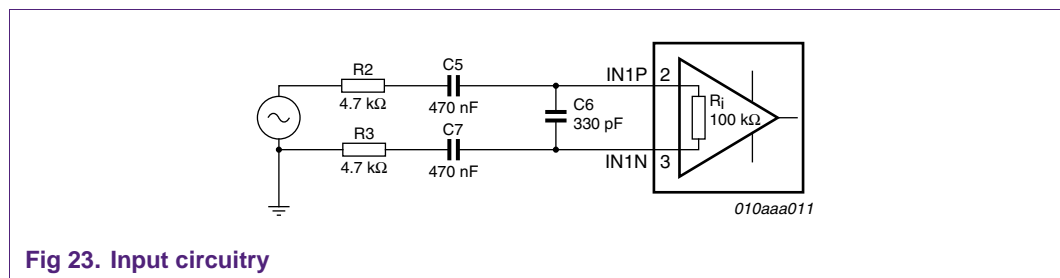 R2
4.7 kΩ
C5
470 nF
C6
330 pF
R3
4.7 kΩ
C7
470 nF
IN1P 2
IN1N 3
Ri
100 kΩ
010aaa011
Fig 23. Input circuitry